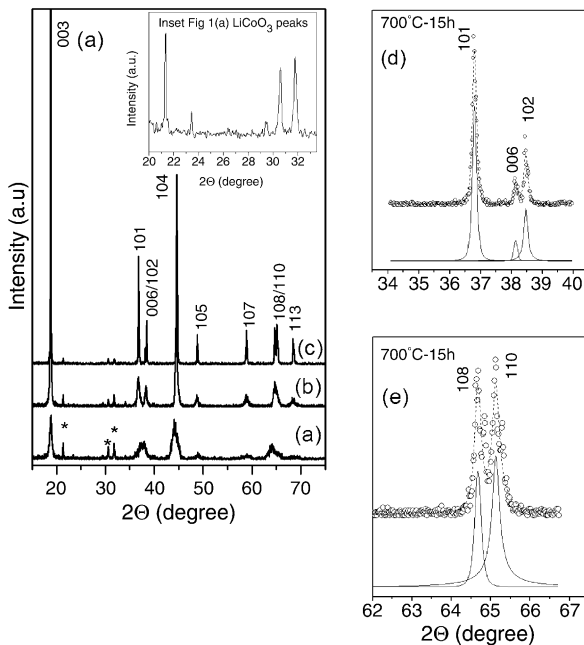 (a)
Inset Fig 1(a) LiCoO₃ peaks
Intensity (a.u.)
20 22 24 26 28 30 32
2Θ (degree)
003
104
101
006/102
105
107
108/110
113
(c)
(b)
(a)
*
*
*
Intensity (a.u)
20 30 40 50 60 70
2Θ (degree)
700°C-15h
(d)
101
006
102
34 35 36 37 38 39 40
700°C-15h
(e)
108
110
62 63 64 65 66 67
2Θ (degree)